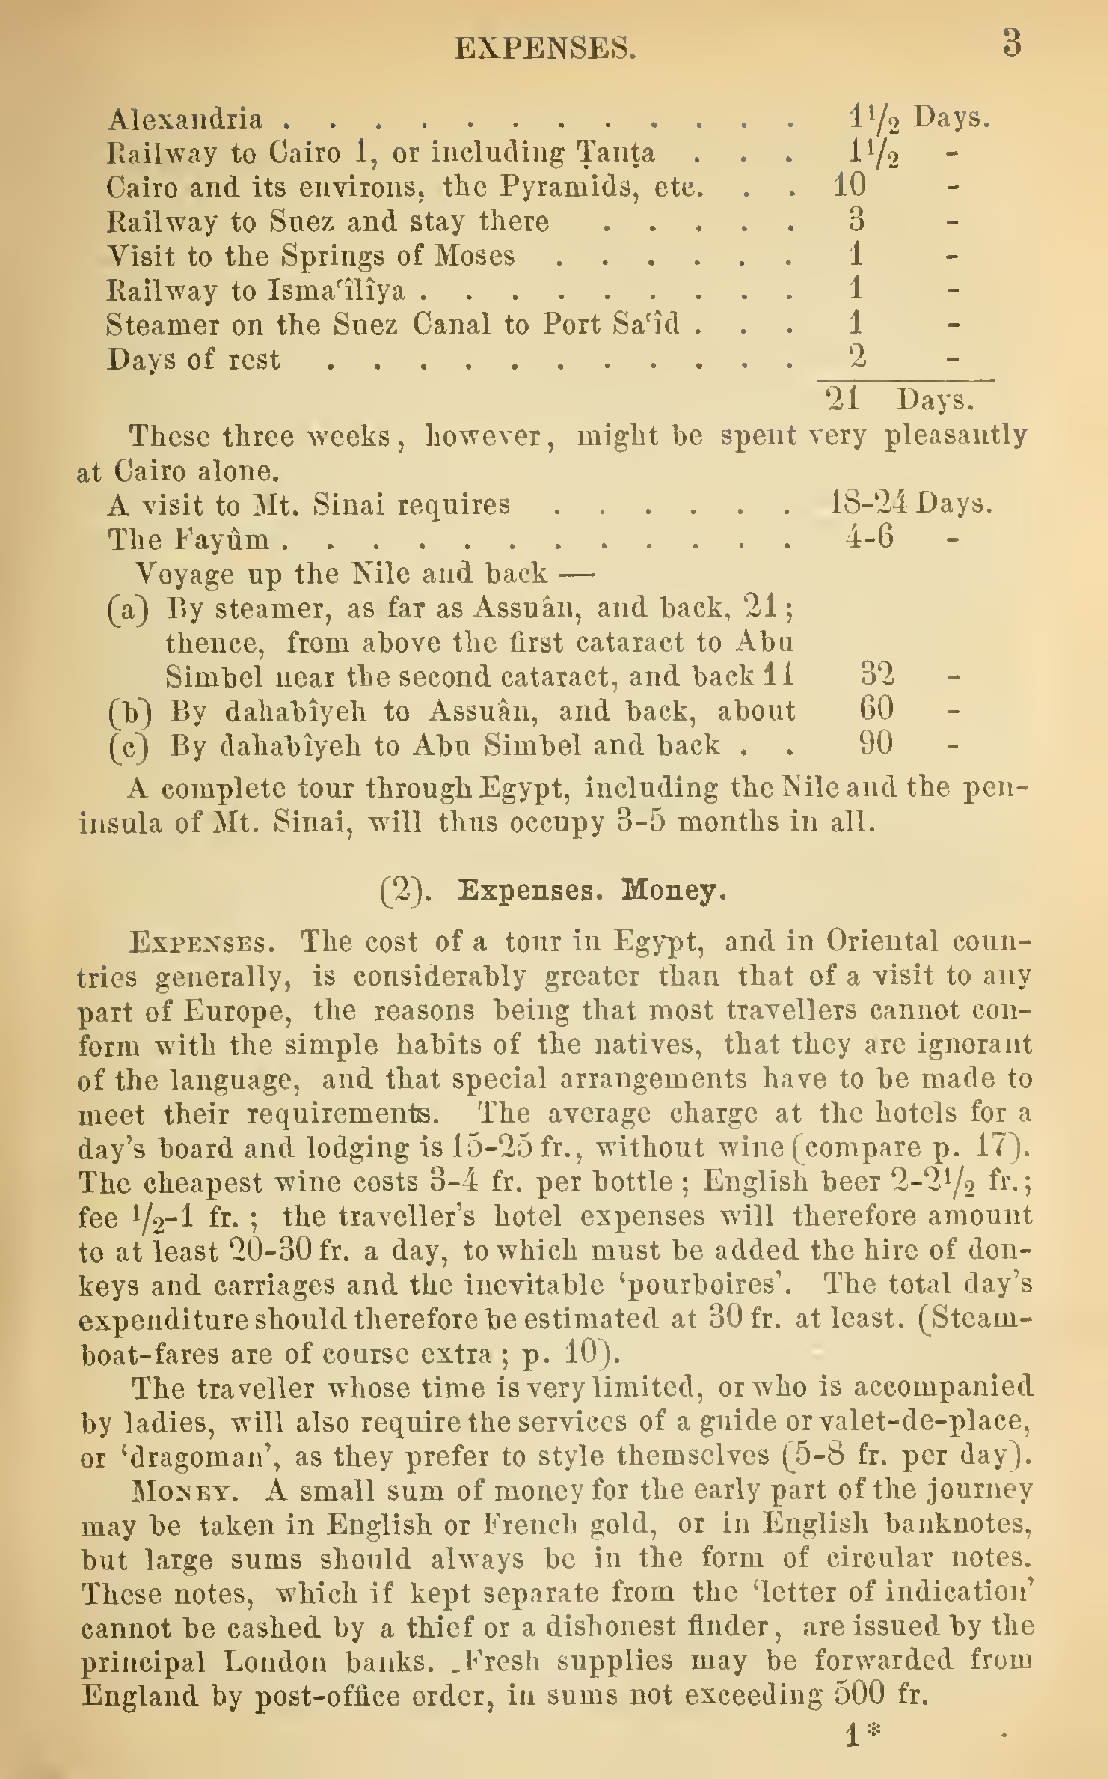 EXPENSES. 3
Alexandria . . . . . . . . . . . . 1 1/2 Days.
Railway to Cairo 1, or including Ṭanṭa . . . 1 1/2 -
Cairo and its environs, the Pyramids, etc. . . 10 -
Railway to Suez and stay there . . . . . 3 -
Visit to the Springs of Moses . . . . . . 1 -
Railway to Ismaʿîlîya . . . . . . . . . 1 -
Steamer on the Suez Canal to Port Saʿîd . . . 1 -
Days of rest . . . . . . . . . . . 2 -
21 Days.
These three weeks, however, might be spent very pleasantly
at Cairo alone.
A visit to Mt. Sinai requires . . . . . . 18-24 Days.
The Fayûm . . . . . . . . . . . . 4-6 -
Voyage up the Nile and back —
(a) By steamer, as far as Assuân, and back, 21;
thence, from above the first cataract to Abu
Simbel near the second cataract, and back 11 32 -
(b) By dahabîyeh to Assuân, and back, about 60 -
(c) By dahabîyeh to Abu Simbel and back . . 90 -
A complete tour through Egypt, including the Nile and the pen-
insula of Mt. Sinai, will thus occupy 3-5 months in all.
(2). Expenses. Money.
EXPENSES. The cost of a tour in Egypt, and in Oriental coun-
tries generally, is considerably greater than that of a visit to any
part of Europe, the reasons being that most travellers cannot con-
form with the simple habits of the natives, that they are ignorant
of the language, and that special arrangements have to be made to
meet their requirements. The average charge at the hotels for a
day's board and lodging is 15-25 fr., without wine (compare p. 17).
The cheapest wine costs 3-4 fr. per bottle; English beer 2-2 1/2 fr.;
fee 1/2-1 fr.; the traveller's hotel expenses will therefore amount
to at least 20-30 fr. a day, to which must be added the hire of don-
keys and carriages and the inevitable 'pourboires'. The total day's
expenditure should therefore be estimated at 30 fr. at least. (Steam-
boat-fares are of course extra; p. 10).
The traveller whose time is very limited, or who is accompanied
by ladies, will also require the services of a guide or valet-de-place,
or 'dragoman', as they prefer to style themselves (5-8 fr. per day).
MONEY. A small sum of money for the early part of the journey
may be taken in English or French gold, or in English banknotes,
but large sums should always be in the form of circular notes.
These notes, which if kept separate from the 'letter of indication'
cannot be cashed by a thief or a dishonest finder, are issued by the
principal London banks. Fresh supplies may be forwarded from
England by post-office order, in sums not exceeding 500 fr.
1*